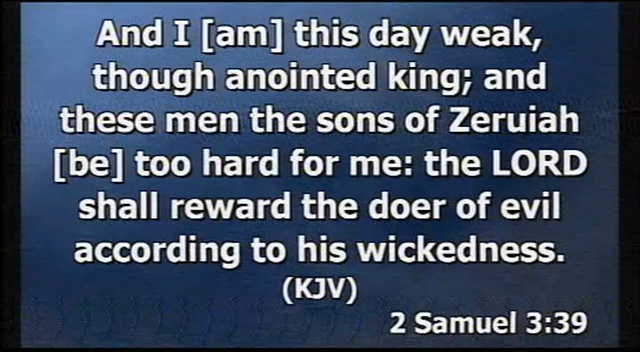 And I [am] this day weak,
though anointed king; and
these men the sons of Zeruiah
[be] too hard for me: the LORD
shall reward the doer of evil
according to his wickedness.
(KJV)
2 Samuel 3:39